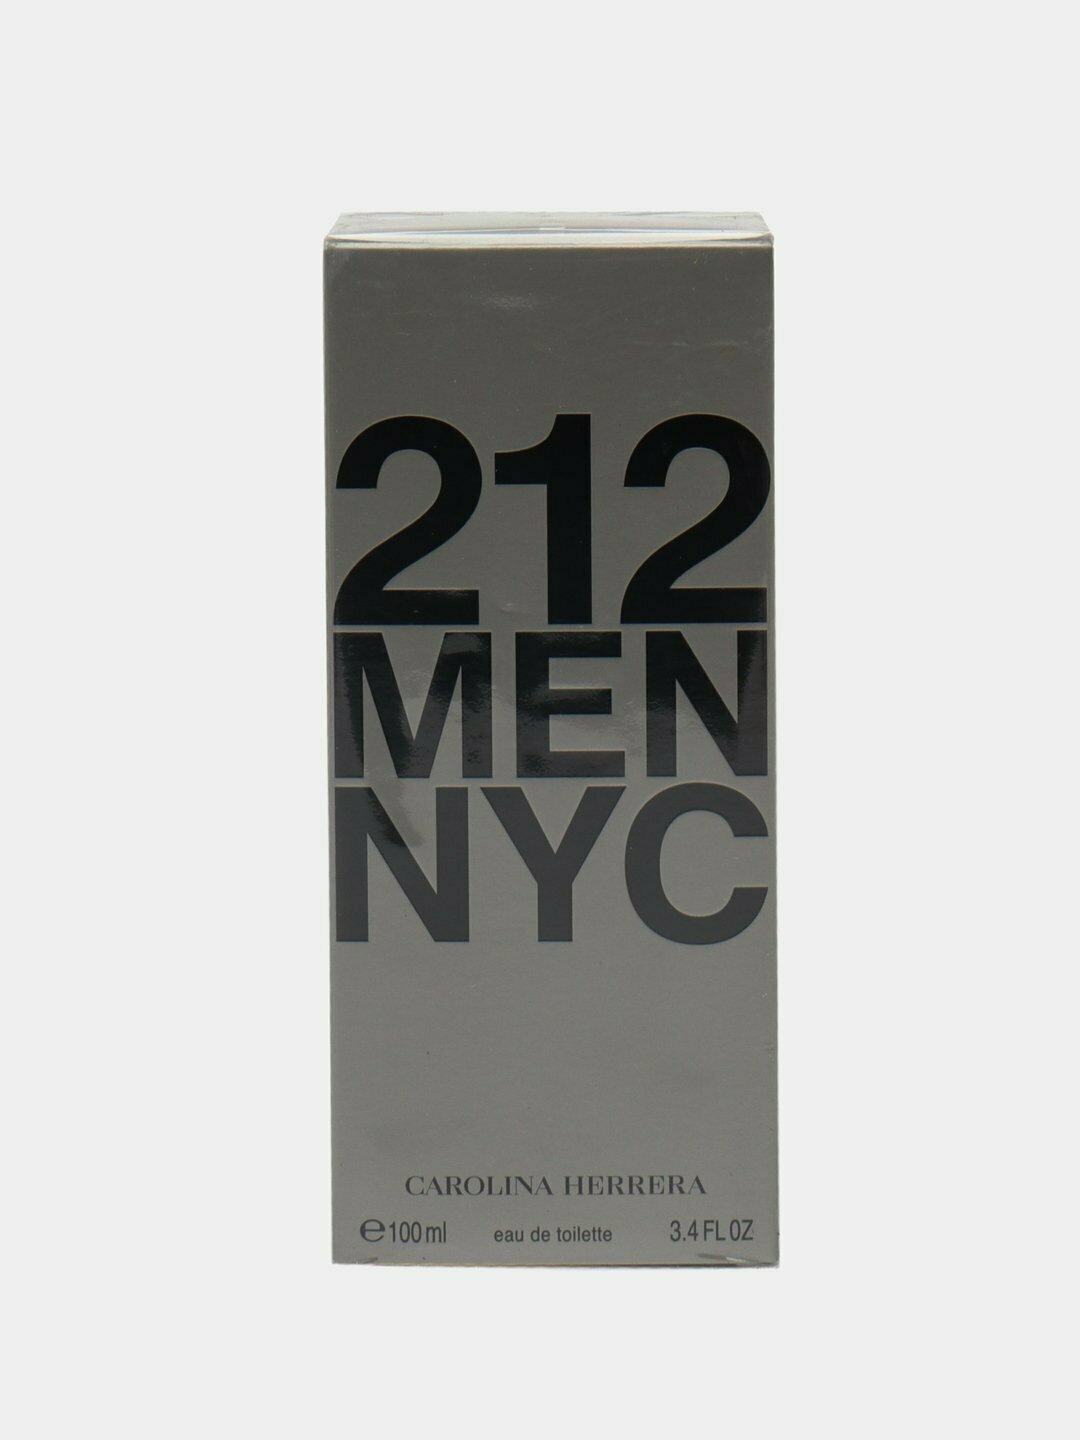 212
MEN
NYC
CAROLINA HERRERA
℮100ml eau de toilette 3.4 FL OZ